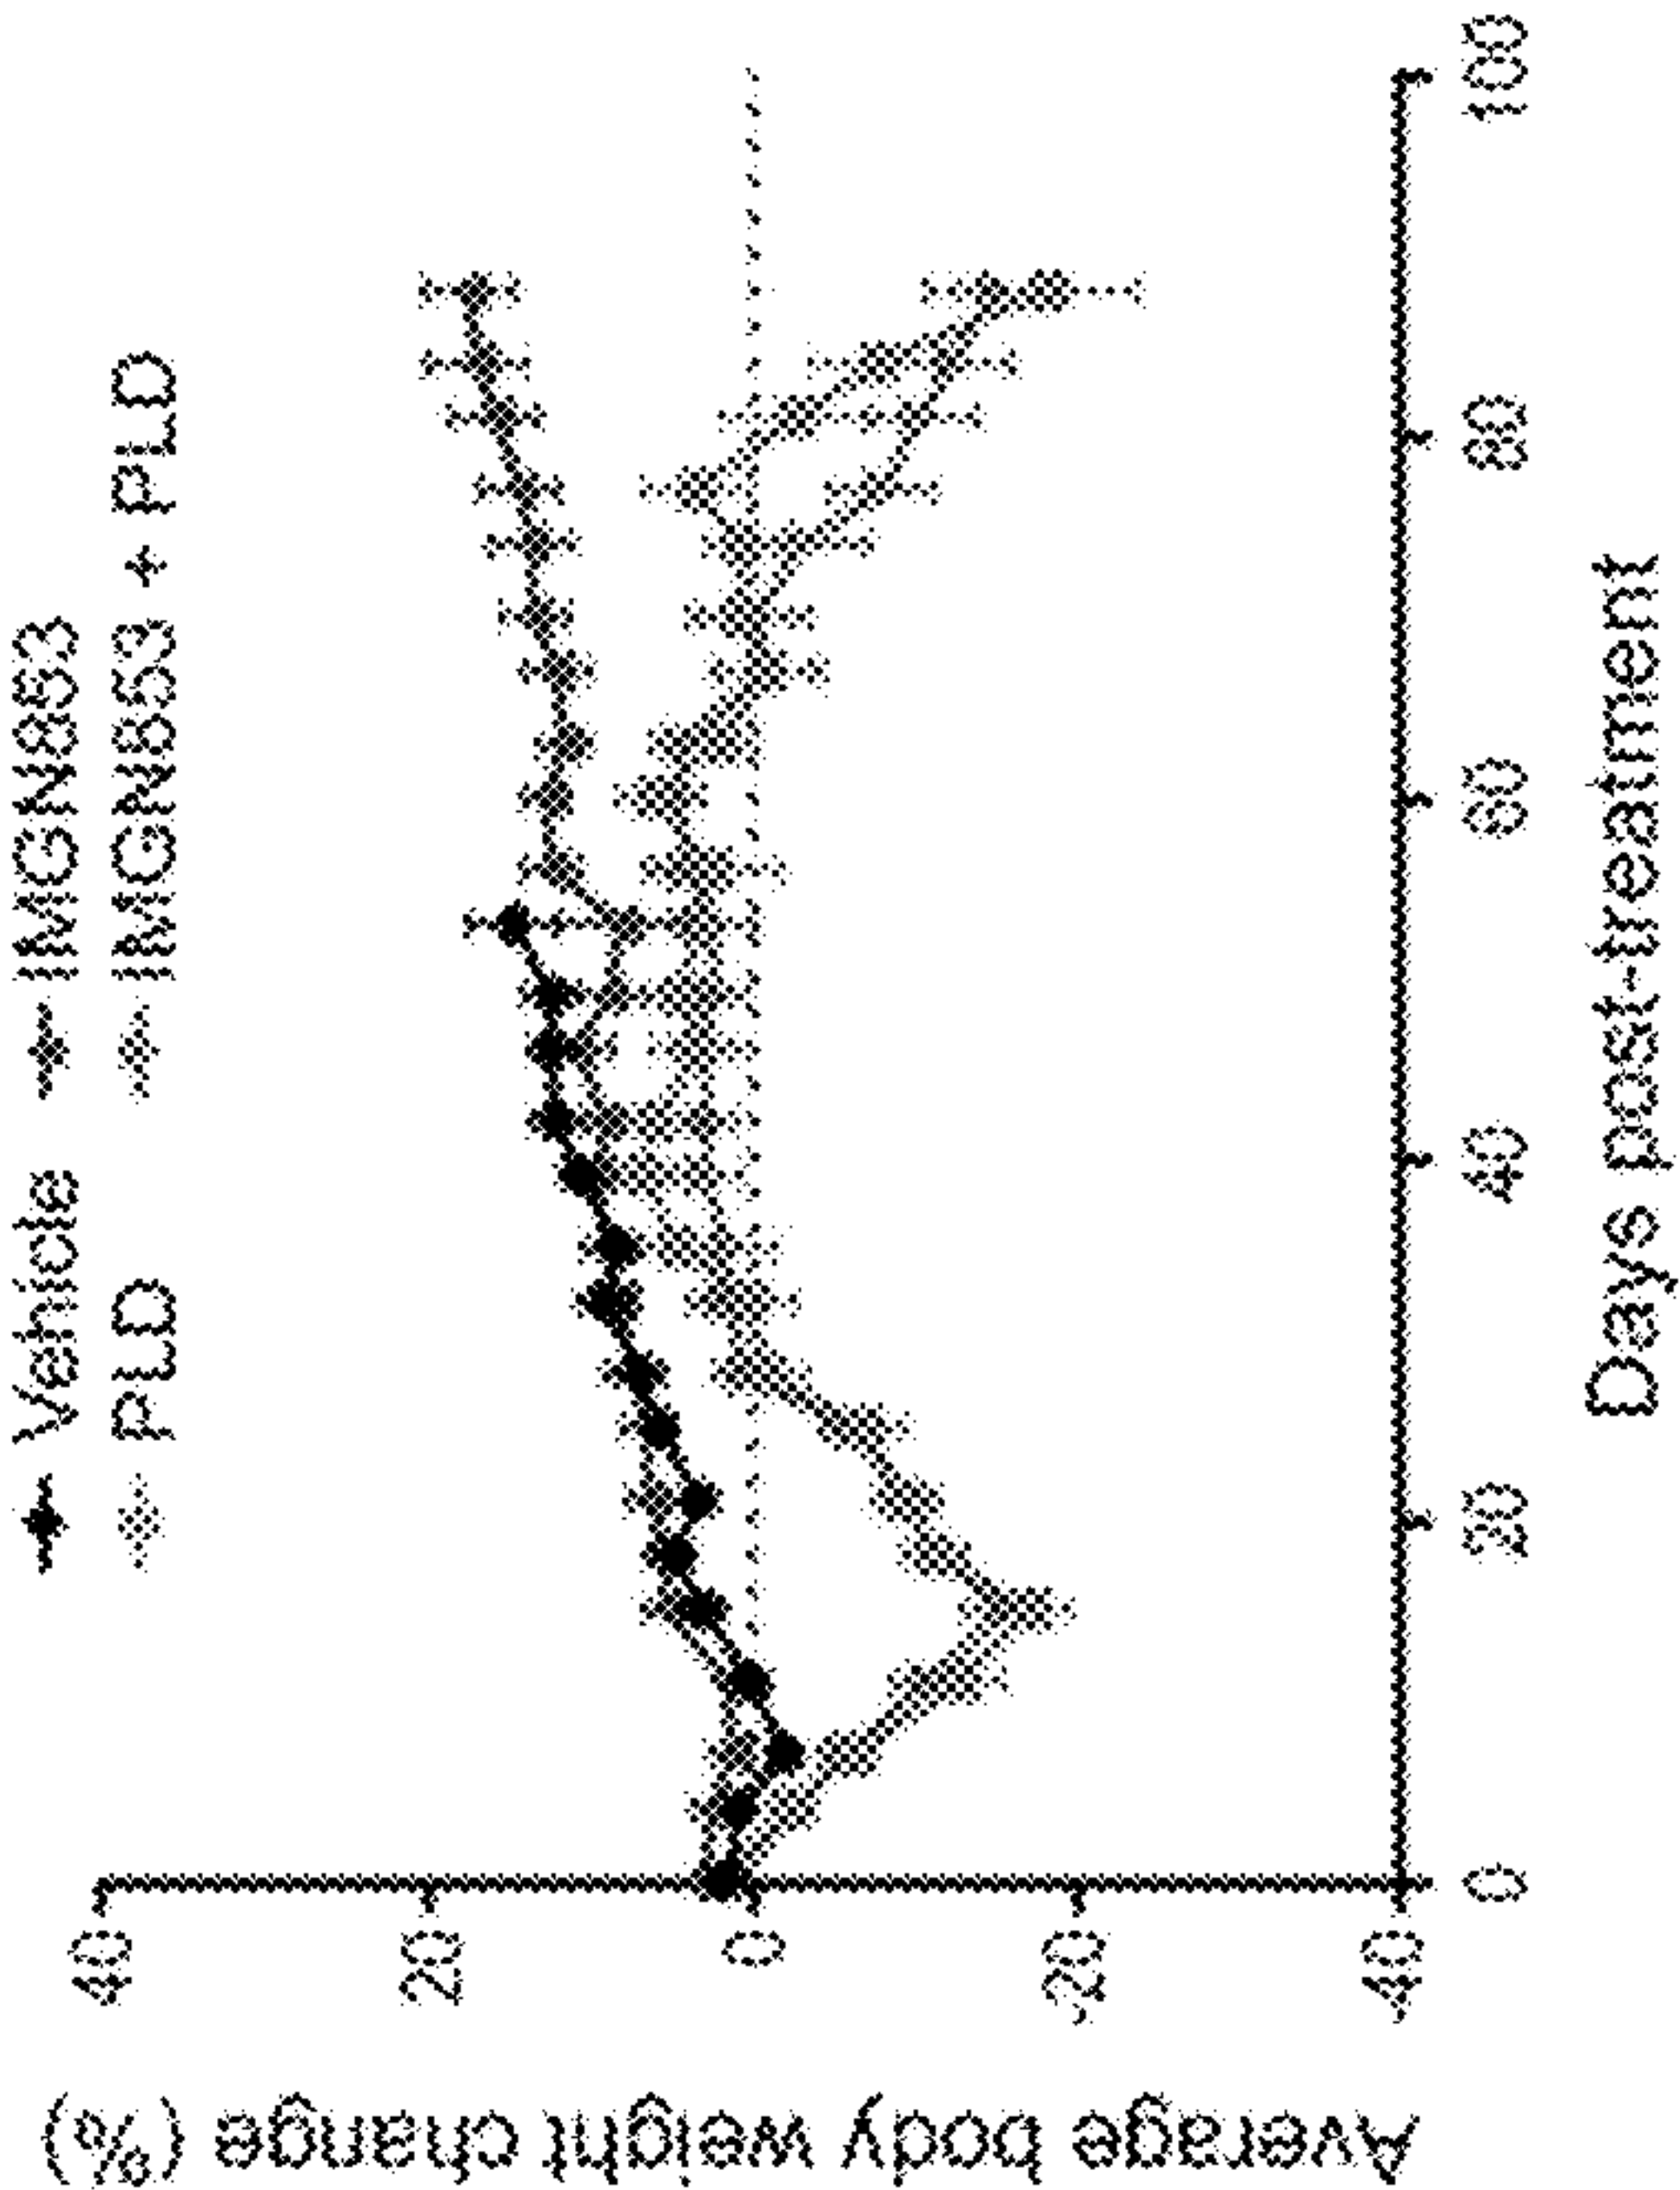 Vehicle IMGN853
PLD IMGN853 + PLD
Average body weight change (%)
40
20
0
-20
-40
0 20 40 60 80 100
Days post-treatment